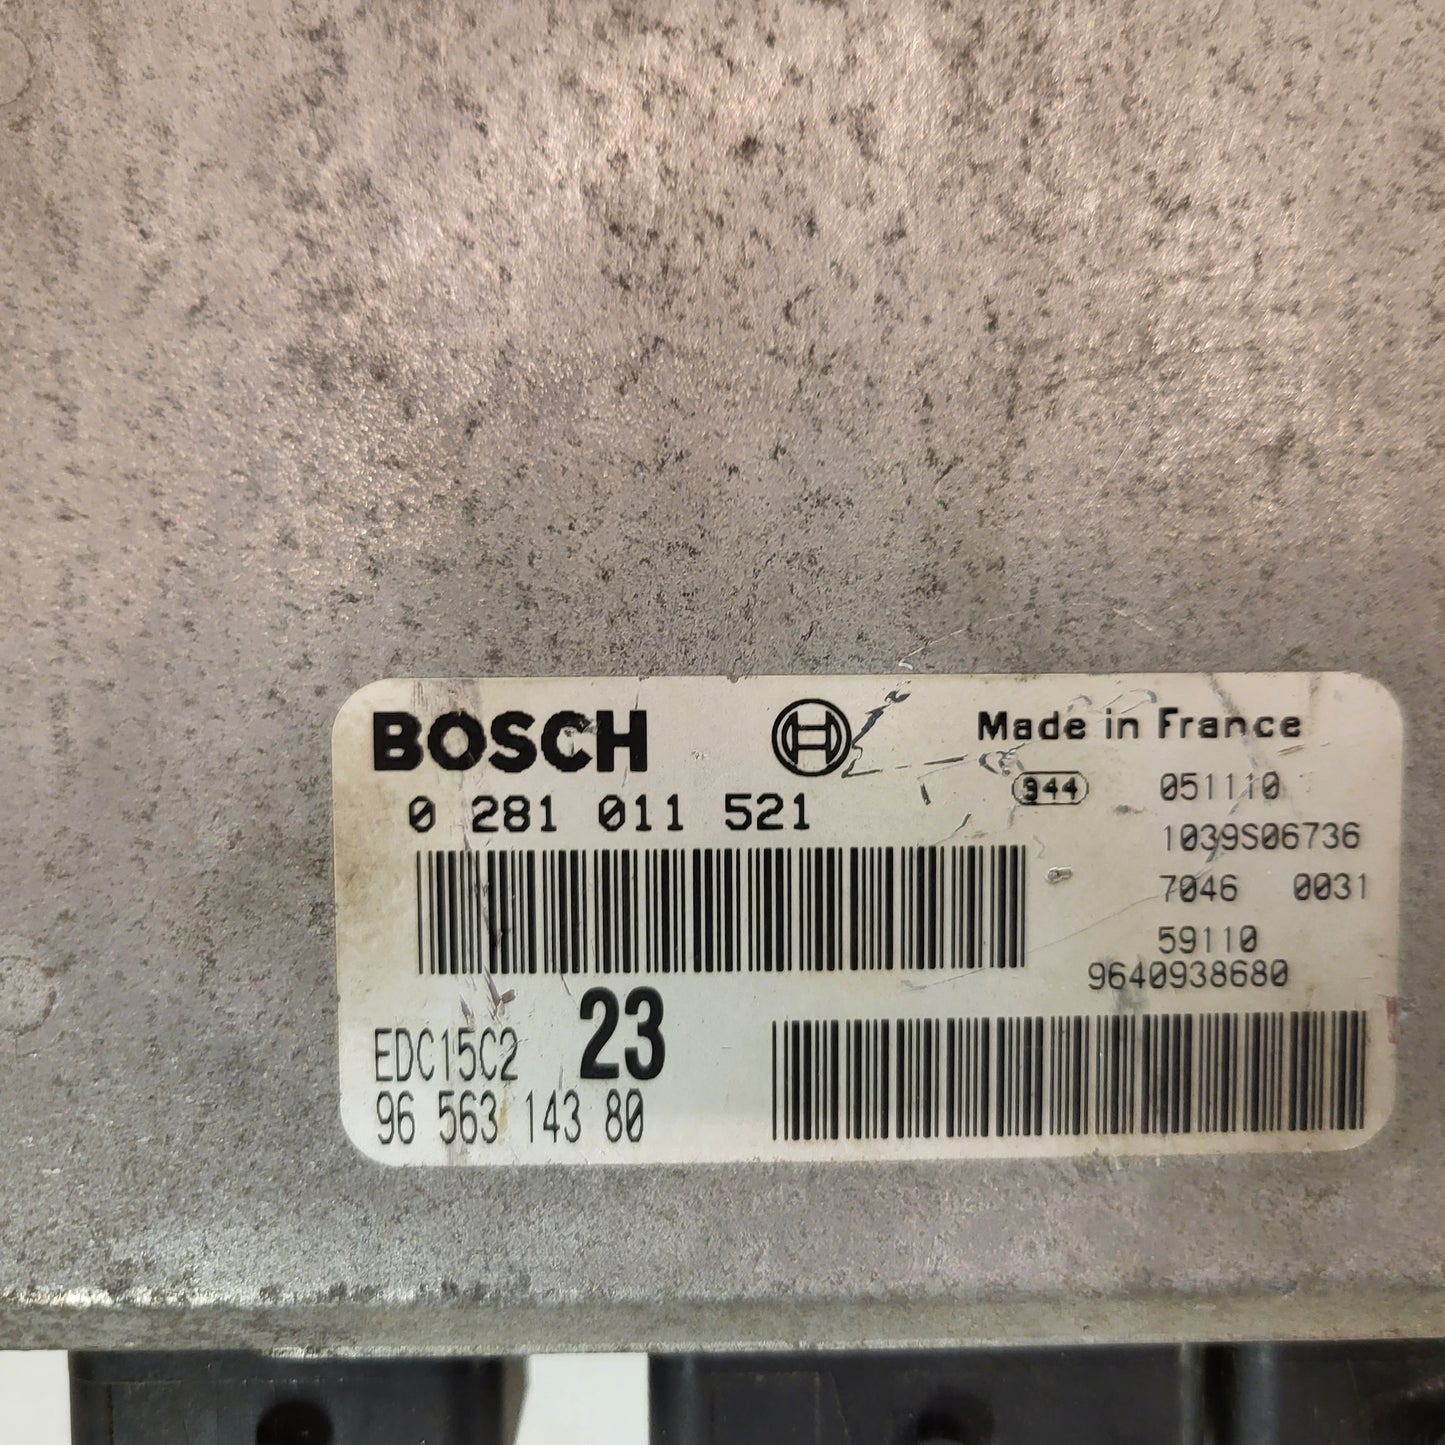 BOSCH
Made in France
0 281 011 521
944 051110
1039S06736
7046 0031
59110
9640938680
EDC15C2 23
96 563 143 80